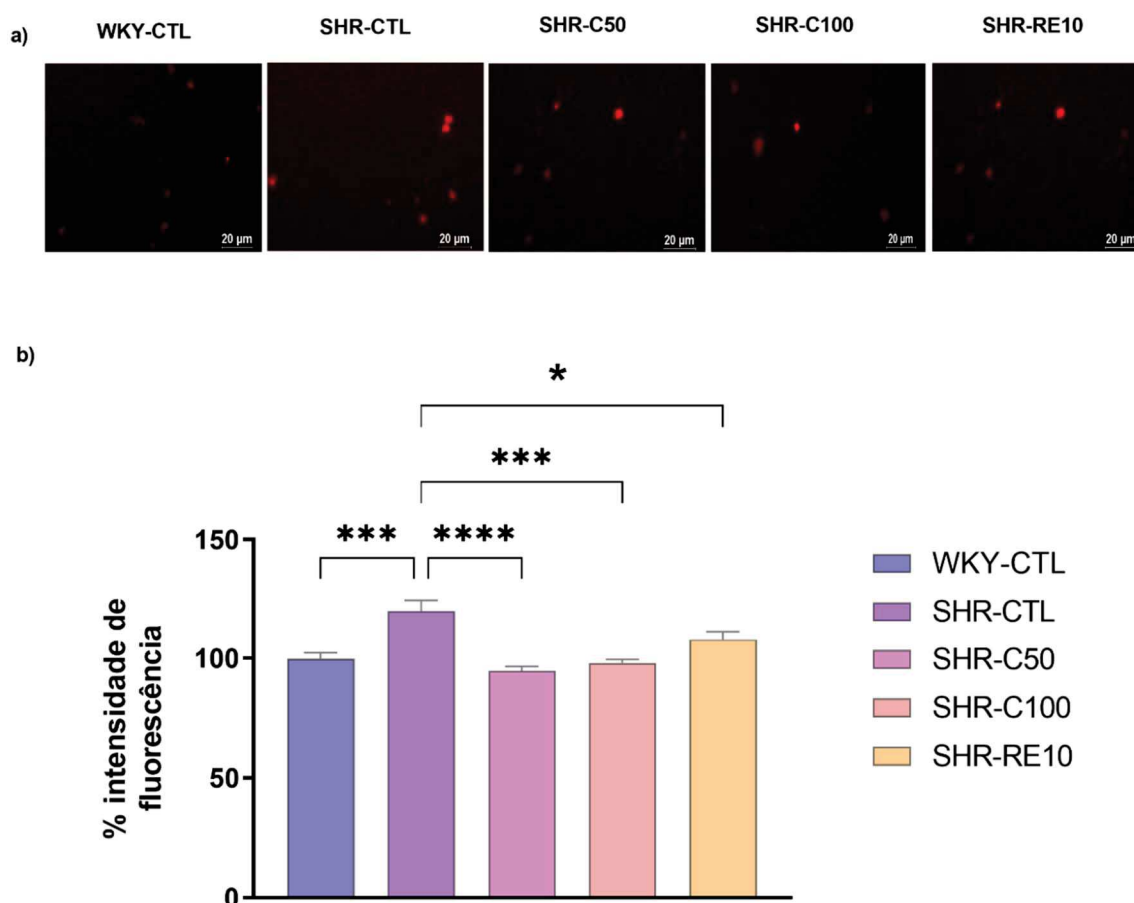 a)
WKY-CTL SHR-CTL SHR-C50 SHR-C100 SHR-RE10
20 µm 20 µm 20 µm 20 µm 20 µm
b)
*
***
*** ****
150
100
50
0
% intensidade de
fluorescência
WKY-CTL
SHR-CTL
SHR-C50
SHR-C100
SHR-RE10